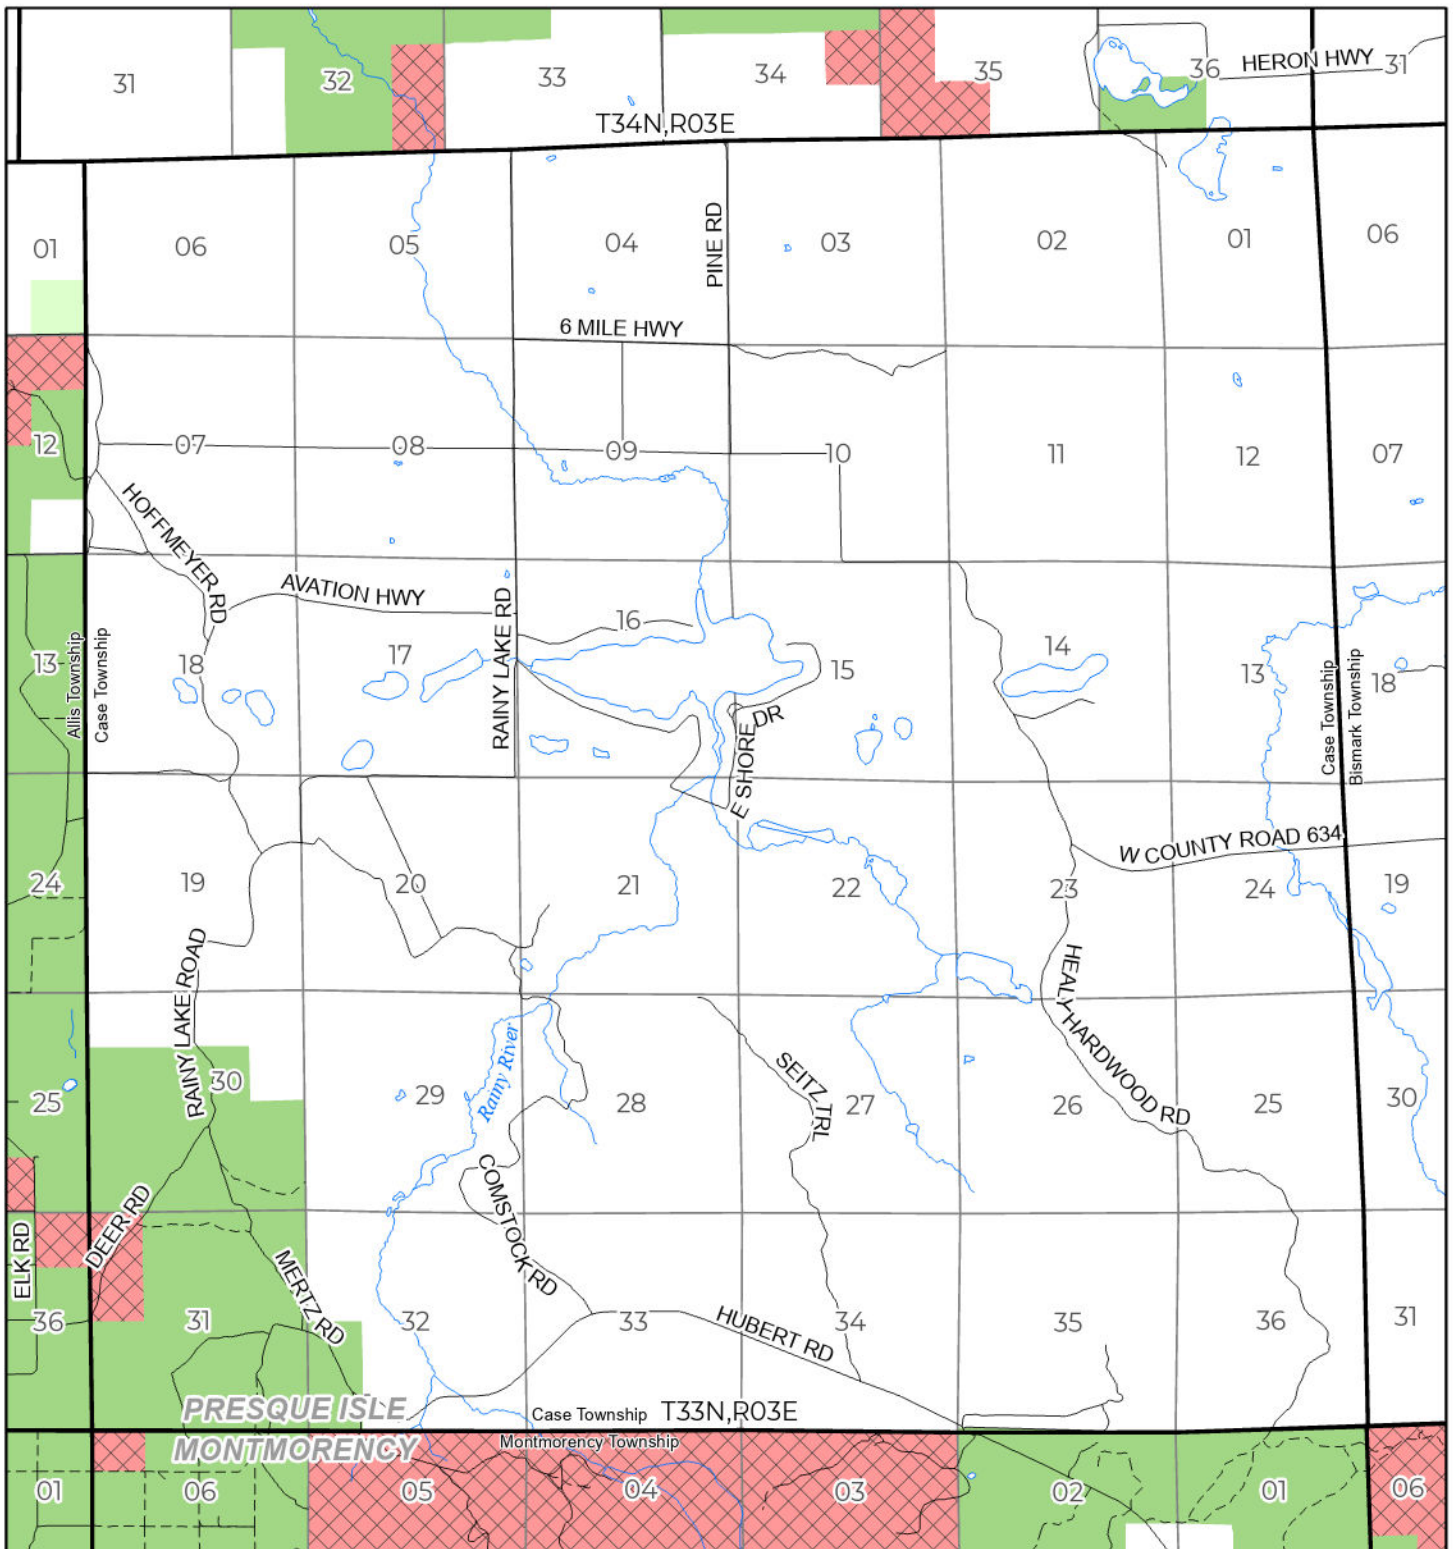 31
32
33
34
35
36
HERON HWY
31
T34N,R03E
01
06
05
04
PINE RD
03
02
01
06
6 MILE HWY
12
07
08
09
10
11
12
07
HOFFMEYER RD
AVATION HWY
RAINY LAKE RD
16
13
Allis Township
Case Township
18
17
15
14
13
Case Township
Bismark Township
18
E SHORE DR
W COUNTY ROAD 634
24
19
20
21
22
23
24
19
RAINY LAKE ROAD
HEALY HARDWOOD RD
25
30
29
Rainy River
28
SEITZ TRL
27
26
25
30
ELK RD
DEER RD
MERTZ RD
COMSTOCK RD
36
31
32
33
HUBERT RD
34
35
36
31
PRESQUE ISLE
Case Township
T33N,R03E
MONTMORENCY
Montmorency Township
01
06
05
04
03
02
01
06